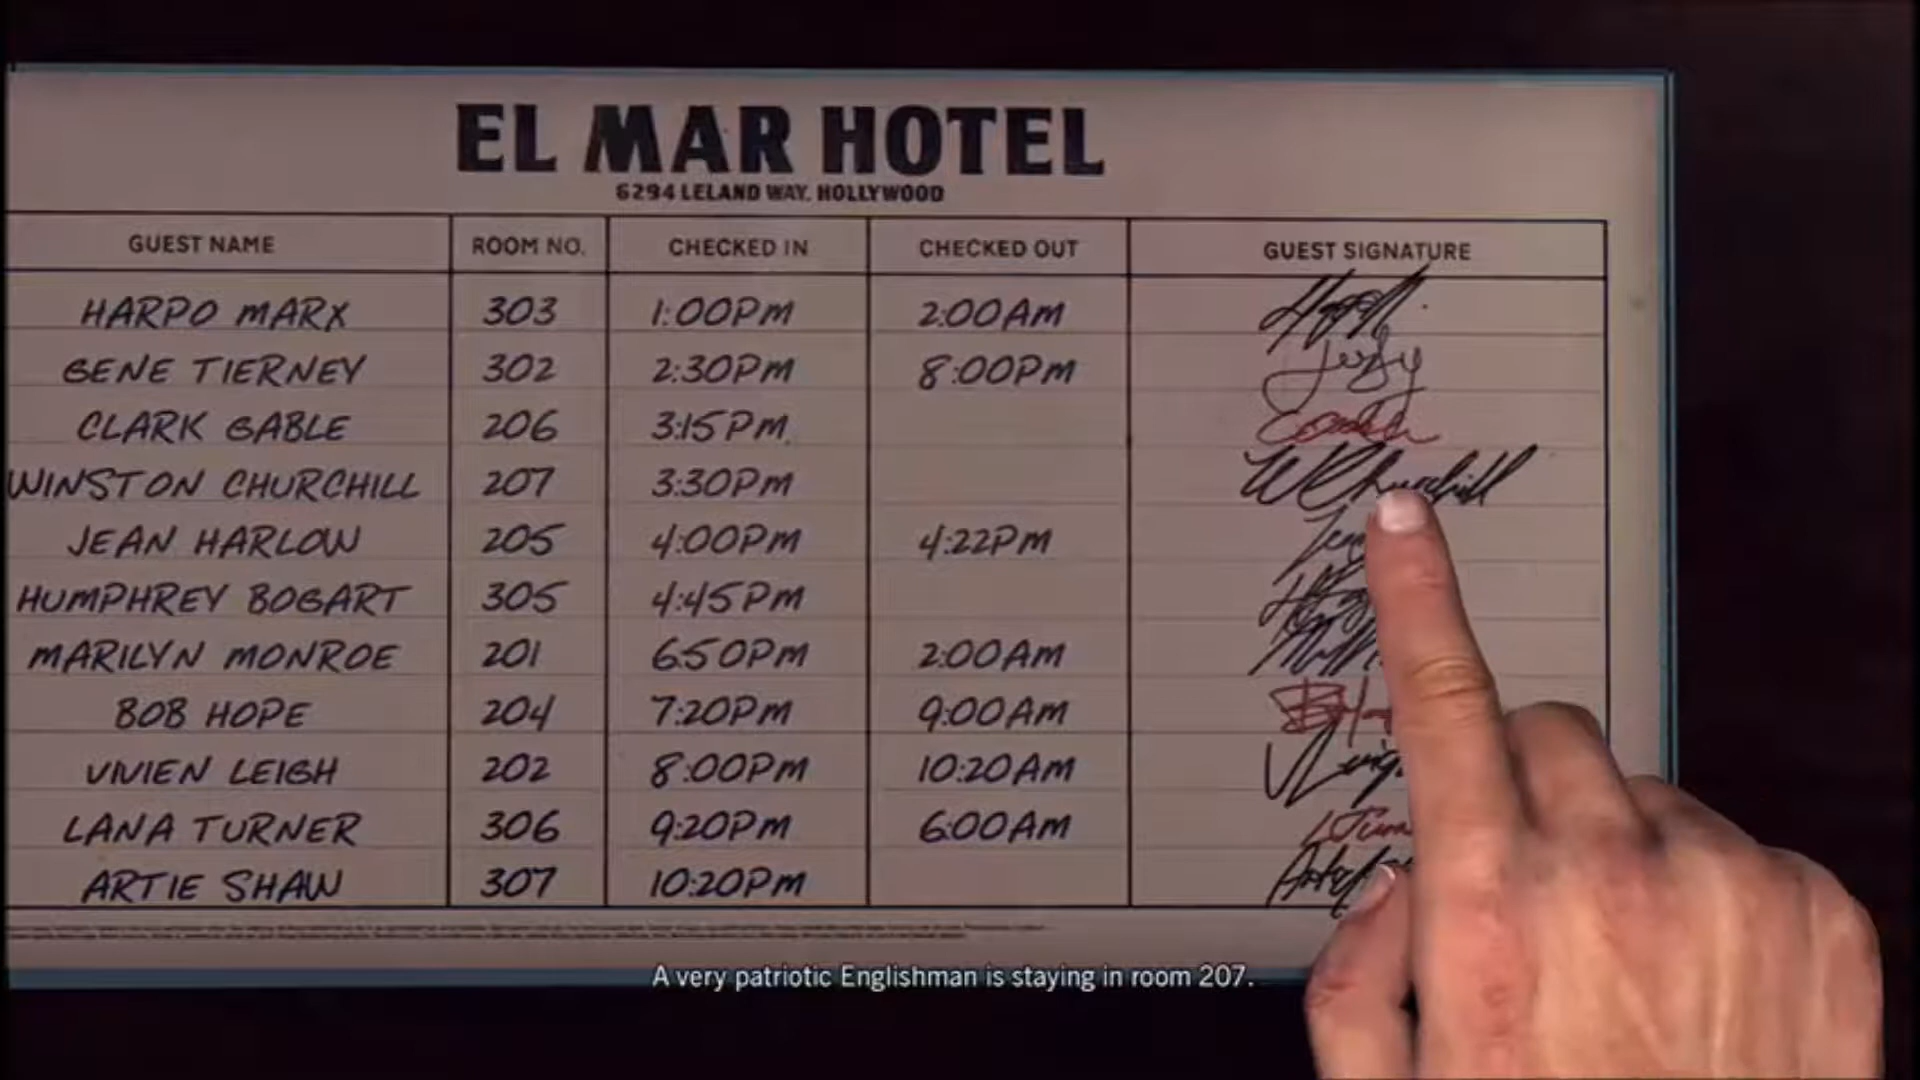 EL MAR HOTEL
6294 LELAND WAY, HOLLYWOOD
GUEST NAME ROOM NO. CHECKED IN CHECKED OUT GUEST SIGNATURE
HARPO MARX 303 1:00PM 2:00AM
GENE TIERNEY 302 2:30PM 8:00PM
CLARK GABLE 206 3:15PM
WINSTON CHURCHILL 207 3:30PM WChurchill
JEAN HARLOW 205 4:00PM 4:22PM
HUMPHREY BOGART 305 4:45PM
MARILYN MONROE 201 6:50PM 2:00AM
BOB HOPE 204 7:20PM 9:00AM
VIVIEN LEIGH 202 8:00PM 10:20AM
LANA TURNER 306 9:20PM 6:00AM
ARTIE SHAW 307 10:20PM
A very patriotic Englishman is staying in room 207.